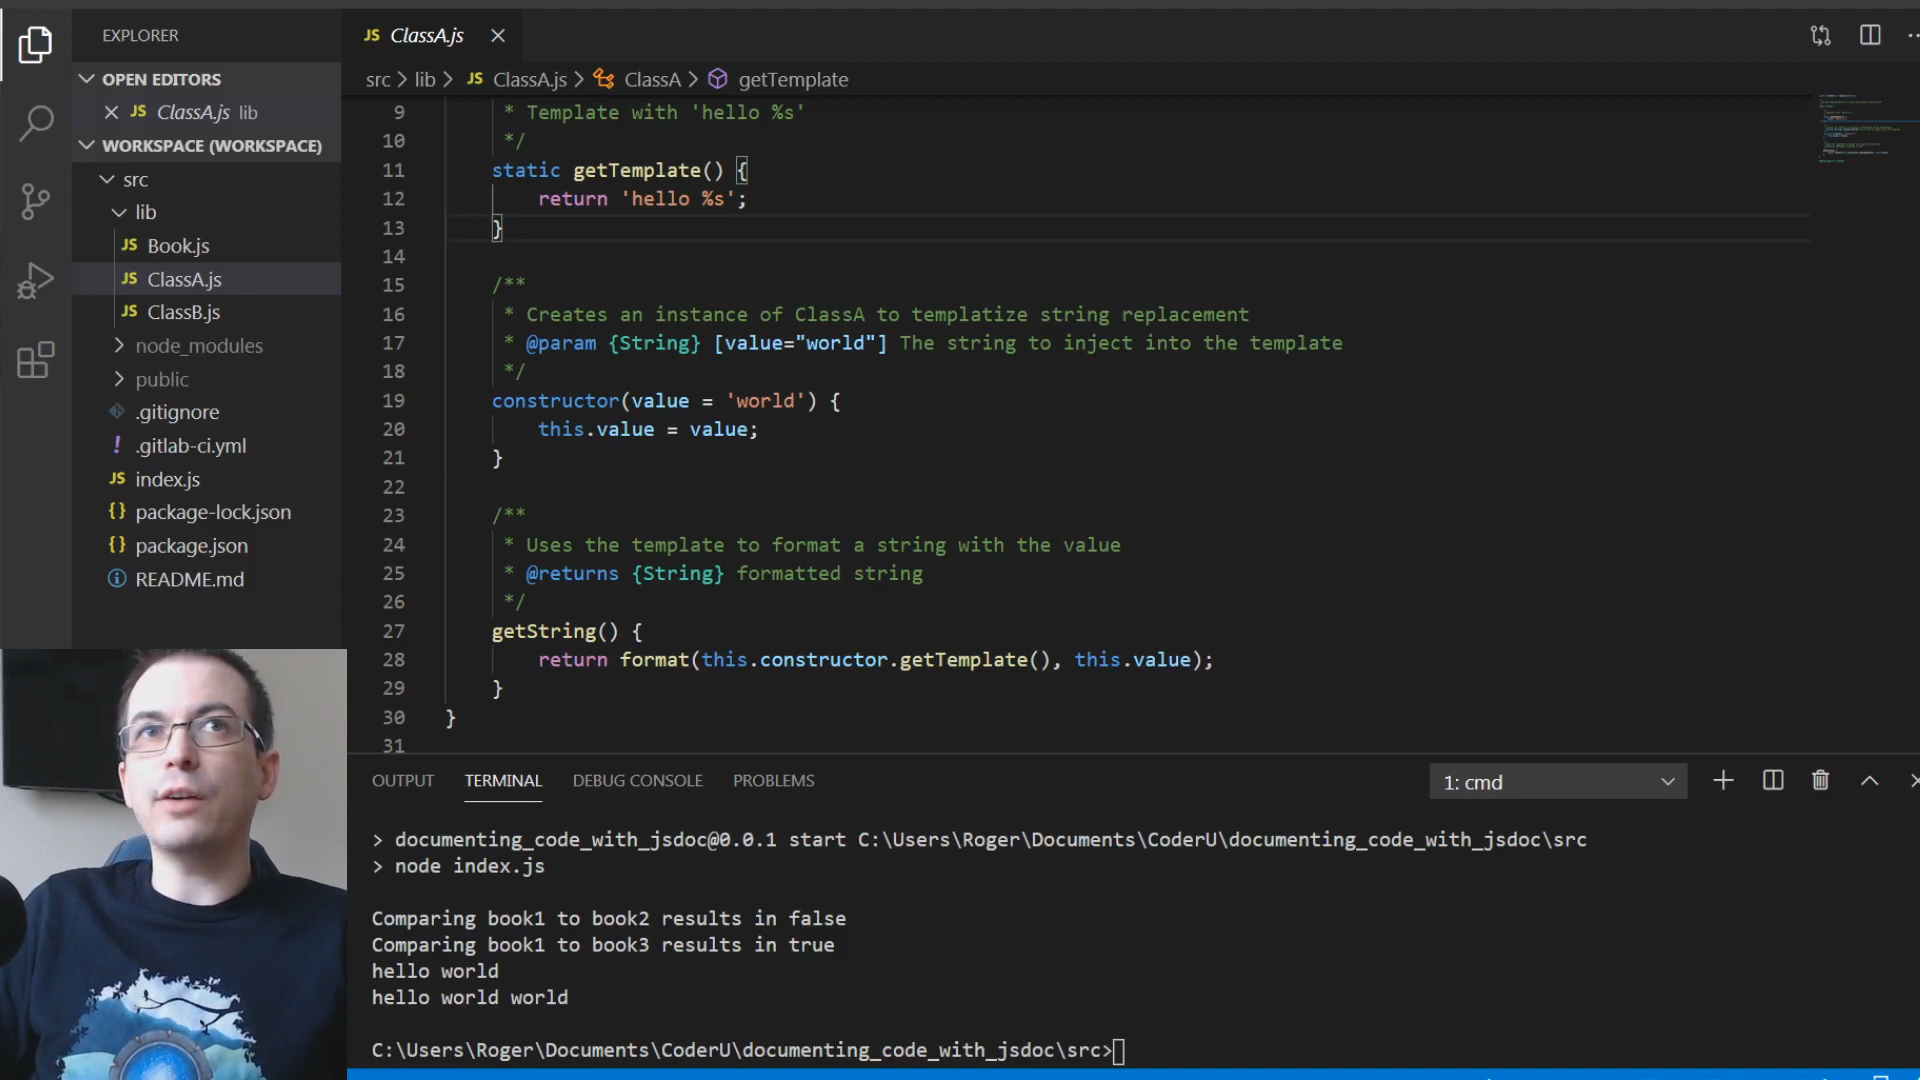 EXPLORER
OPEN EDITORS
JS ClassA.js lib
WORKSPACE (WORKSPACE)
src
lib
JS Book.js
JS ClassA.js
JS ClassB.js
node_modules
public
.gitignore
! .gitlab-ci.yml
JS index.js
{} package-lock.json
{} package.json
README.md
JS ClassA.js
src > lib > JS ClassA.js > ClassA > getTemplate
9 * Template with 'hello %s'
10 */
11 static getTemplate() {
12 return 'hello %s';
13 }
14
15 /**
16 * Creates an instance of ClassA to templatize string replacement
17 * @param {String} [value="world"] The string to inject into the template
18 */
19 constructor(value = 'world') {
20 this.value = value;
21 }
22
23 /**
24 * Uses the template to format a string with the value
25 * @returns {String} formatted string
26 */
27 getString() {
28 return format(this.constructor.getTemplate(), this.value);
29 }
30 }
31
OUTPUT TERMINAL DEBUG CONSOLE PROBLEMS 1: cmd
> documenting_code_with_jsdoc@0.0.1 start C:\Users\Roger\Documents\CoderU\documenting_code_with_jsdoc\src
> node index.js
Comparing book1 to book2 results in false
Comparing book1 to book3 results in true
hello world
hello world world
C:\Users\Roger\Documents\CoderU\documenting_code_with_jsdoc\src>